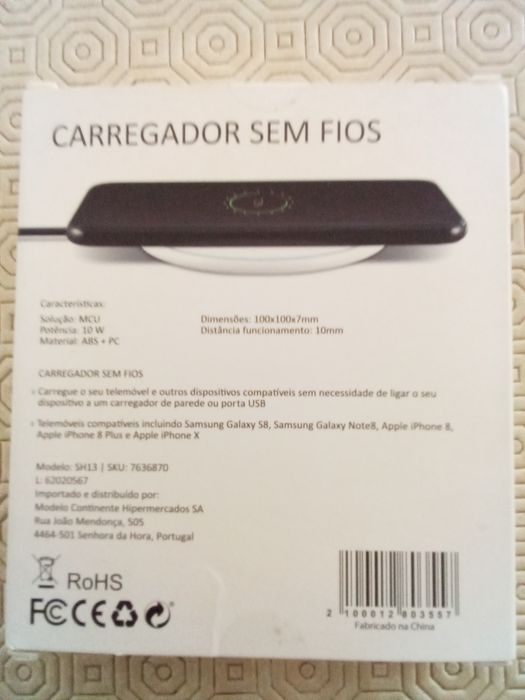 CARREGADOR SEM FIOS
Características:
Solução: MCU
Potência: 10 W
Material: ABS + PC
Dimensões: 100x100x7mm
Distância funcionamento: 10mm
CARREGADOR SEM FIOS
Carregue o seu telemóvel e outros dispositivos compatíveis sem necessidade de ligar o seu
dispositivo a um carregador de parede ou porta USB
Telemóveis compatíveis incluindo Samsung Galaxy S8, Samsung Galaxy Note8, Apple iPhone 8,
Apple iPhone 8 Plus e Apple iPhone X
Modelo: SH13 | SKU: 7636870
L: 62020567
Importado e distribuído por:
Modelo Continente Hipermercados SA
Rua João Mendonça, 505
4464-501 Senhora da Hora, Portugal
RoHS
FC CE
2 100012 803557
Fabricado na China